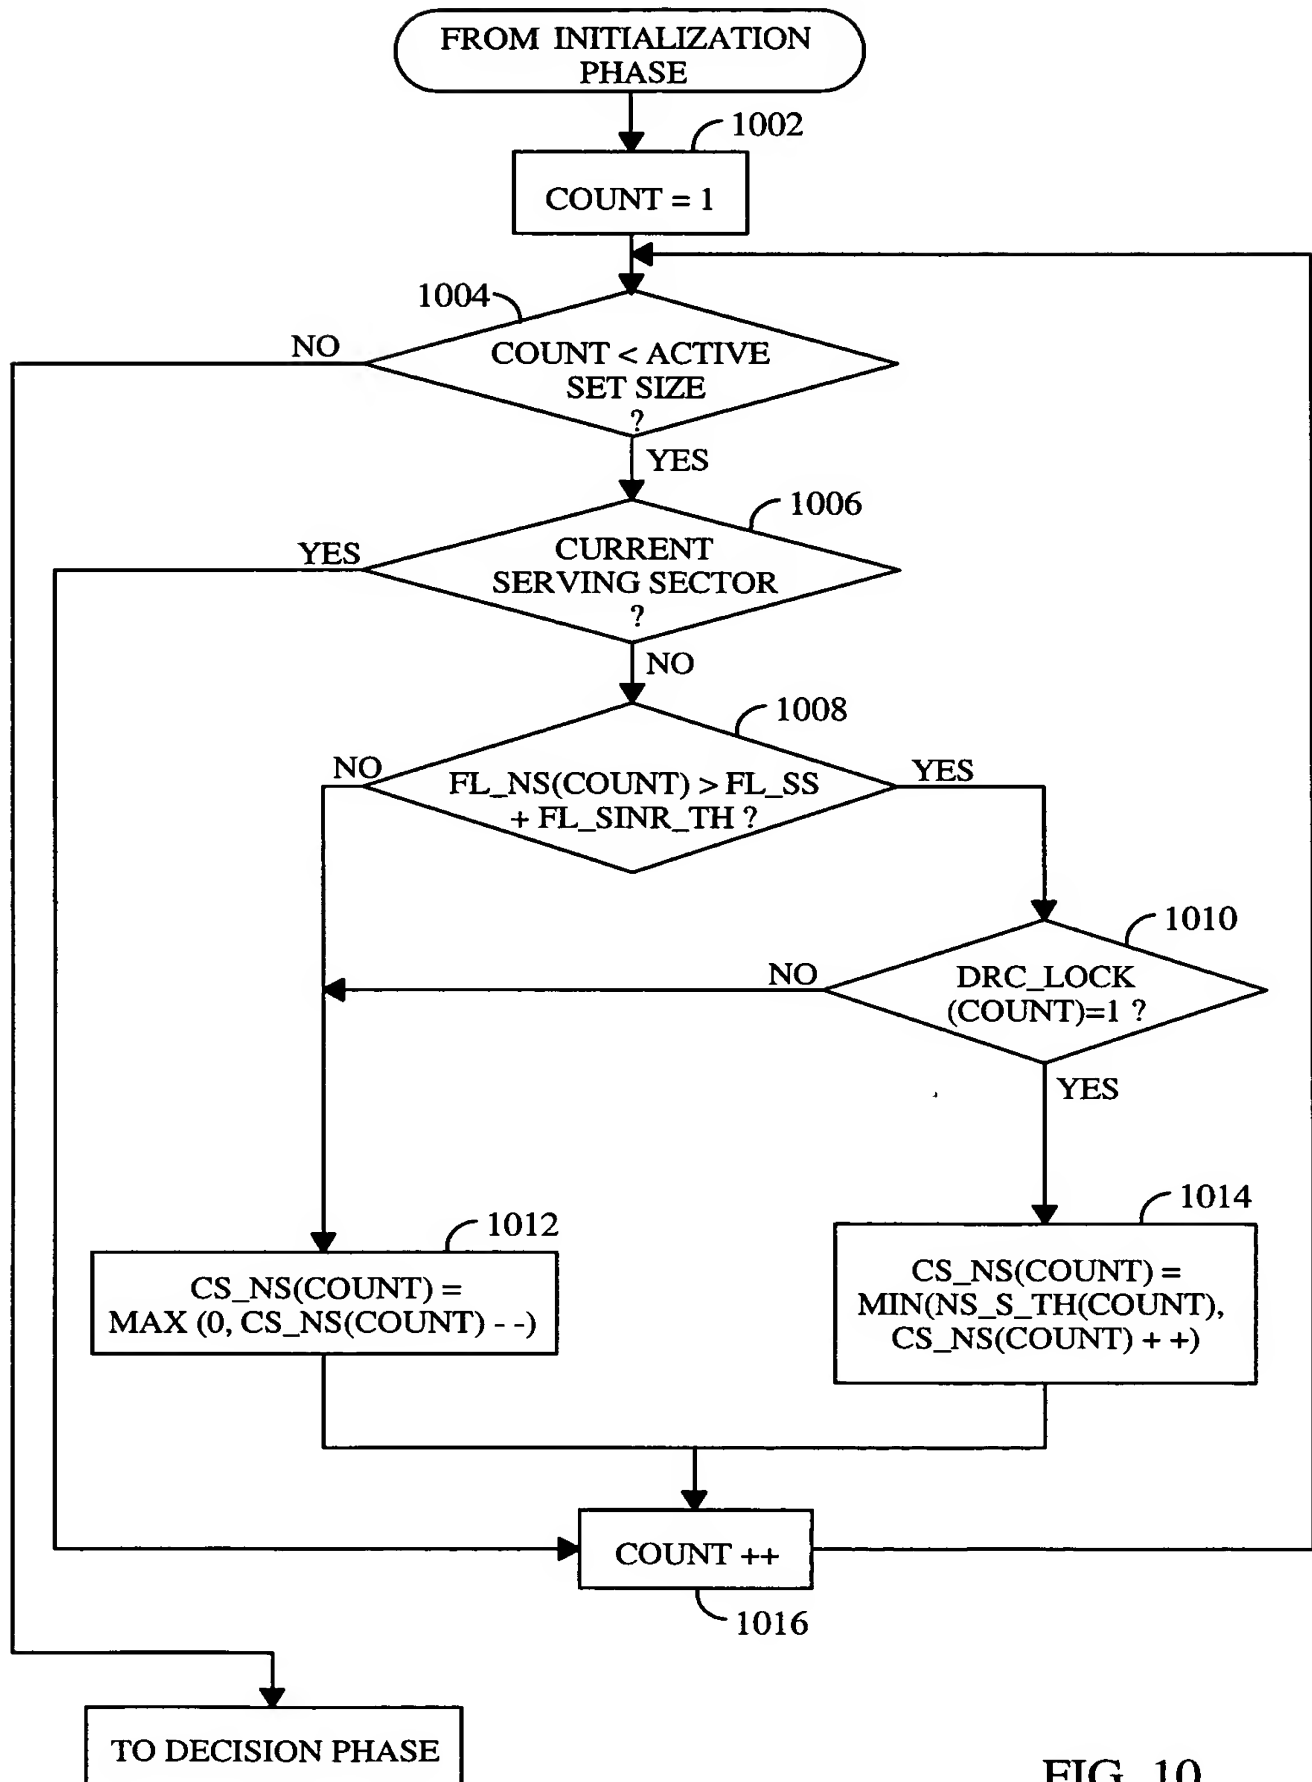 FROM INITIALIZATION
PHASE
1002
COUNT = 1
1004
NO
COUNT < ACTIVE
SET SIZE
?
YES
1006
YES
CURRENT
SERVING SECTOR
?
NO
1008
NO
FL_NS(COUNT) > FL_SS
+ FL_SINR_TH ?
YES
1010
NO
DRC_LOCK
(COUNT)=1 ?
YES
1012
CS_NS(COUNT) =
MAX (0, CS_NS(COUNT) - -)
1014
CS_NS(COUNT) =
MIN(NS_S_TH(COUNT),
CS_NS(COUNT) + +)
COUNT ++
1016
TO DECISION PHASE
FIG. 10